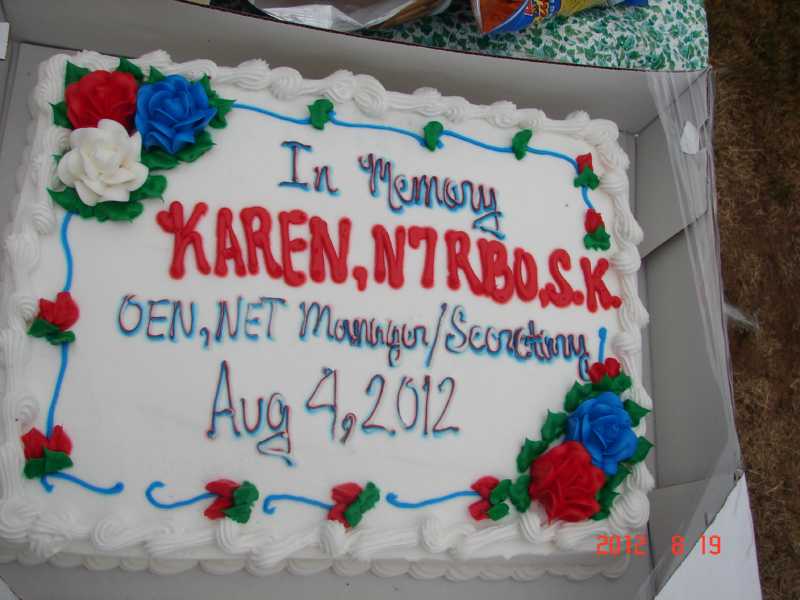 In Memory
KAREN, N7RBO, S.K.
OEN, NET Manager/Secretary
Aug 4, 2012
2012 8 19